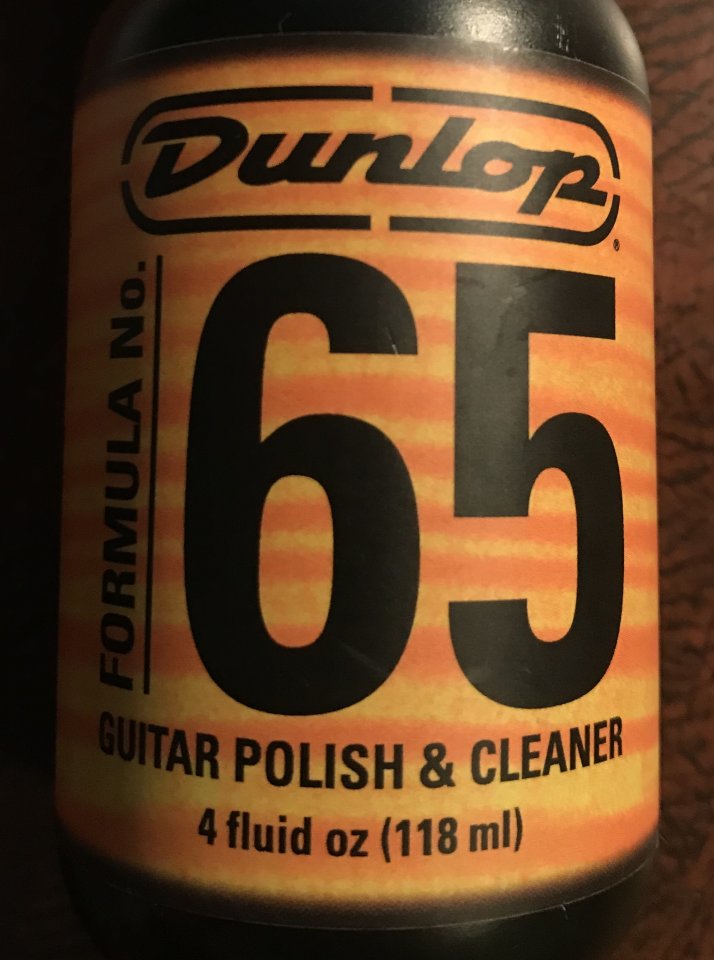 Dunlop®
FORMULA No.
65
GUITAR POLISH & CLEANER
4 fluid oz (118 ml)